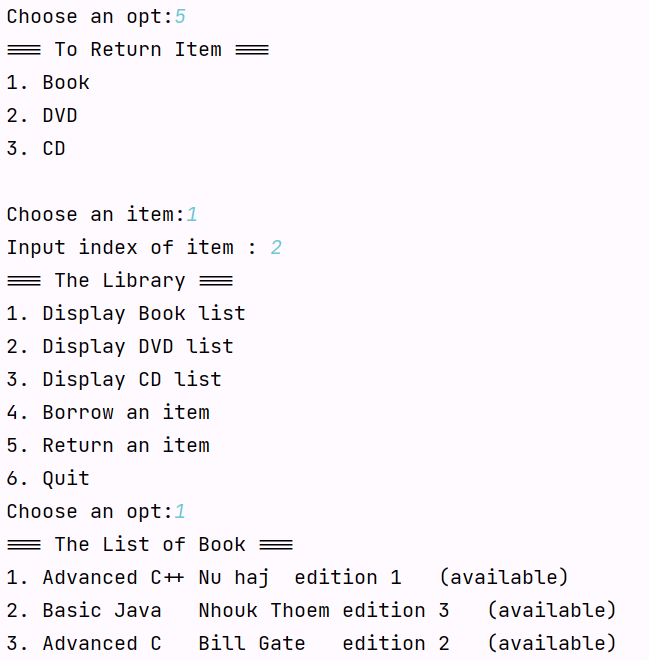 Choose an opt:5
=== To Return Item ===
1. Book
2. DVD
3. CD
Choose an item:1
Input index of item : 2
=== The Library ===
1. Display Book list
2. Display DVD list
3. Display CD list
4. Borrow an item
5. Return an item
6. Quit
Choose an opt:1
=== The List of Book ===
1. Advanced C++ Nu haj  edition 1   (available)
2. Basic Java   Nhouk Thoem edition 3   (available)
3. Advanced C   Bill Gate   edition 2   (available)